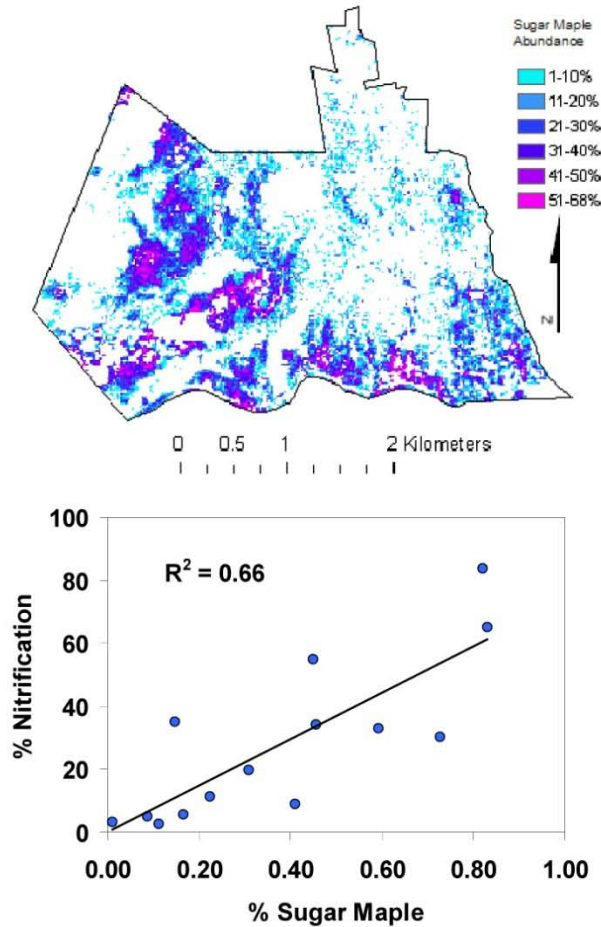 Sugar Maple
Abundance
1-10%
11-20%
21-30%
31-40%
41-50%
51-68%
N
0 0.5 1 2 Kilometers
100
R² = 0.66
80
60
40
20
0
% Nitrification
0.00 0.20 0.40 0.60 0.80 1.00
% Sugar Maple